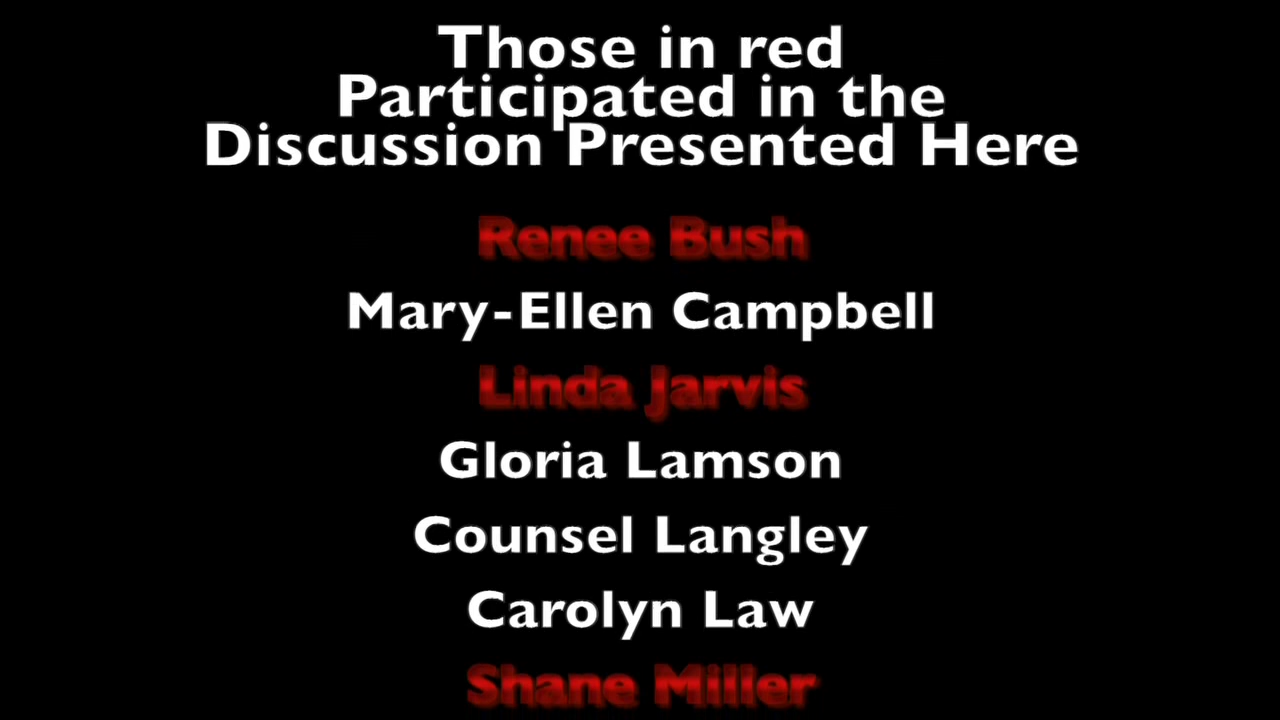 Those in red
Participated in the
Discussion Presented Here
Renee Bush
Mary-Ellen Campbell
Linda Jarvis
Gloria Lamson
Counsel Langley
Carolyn Law
Shane Miller